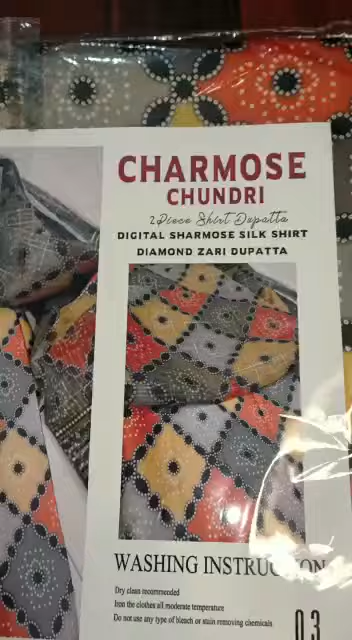 CHARMOSE
CHUNDRI
2 Piece Shirt Dupatta
DIGITAL SHARMOSE SILK SHIRT
DIAMOND ZARI DUPATTA
WASHING INSTRUCTION
Dry clean recommended
Iron the clothes all moderate temperature
Do not use any type of bleach or stain removing chemicals
03